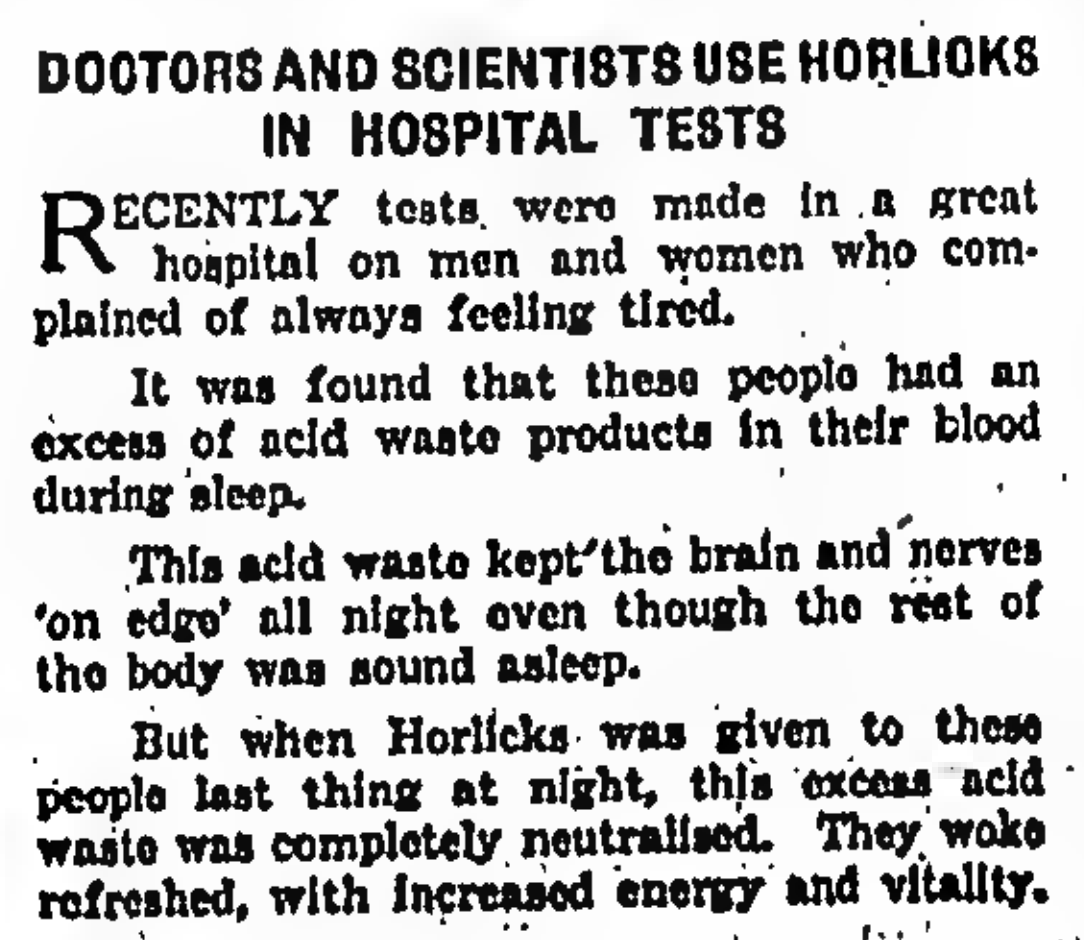 DOCTORS AND SCIENTISTS USE HORLICKS
IN HOSPITAL TESTS
RECENTLY tests were made in a great
hospital on men and women who com-
plained of always feeling tired.
It was found that these people had an
excess of acid waste products in their blood
during sleep.
This acid waste kept the brain and nerves
'on edge' all night even though the rest of
the body was sound asleep.
But when Horlicks was given to these
people last thing at night, this excess acid
waste was completely neutralised. They woke
refreshed, with increased energy and vitality.